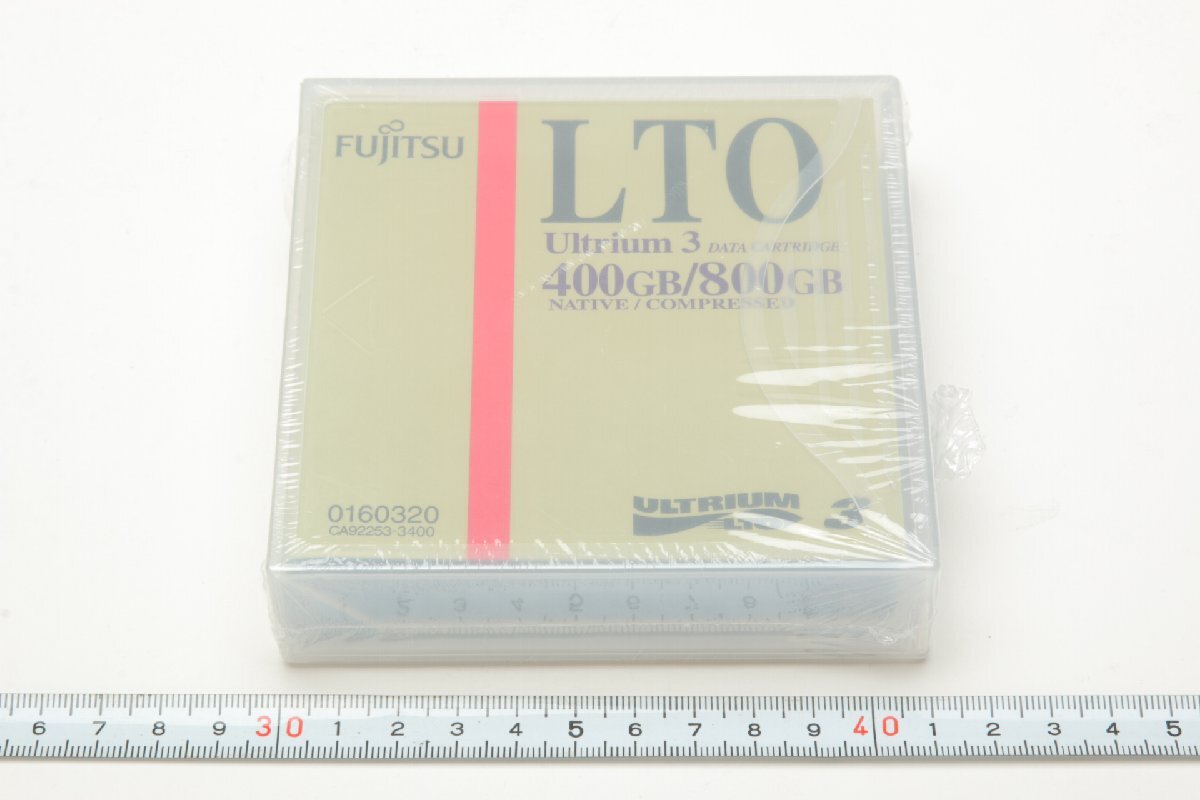 FUJITSU
LTO
Ultrium 3 DATA CARTRIDGE
400GB/800GB
NATIVE / COMPRESSED
0160320
CA92253-3400
ULTRIUM
LTO 3
6 7 8 9 30 1 2 3 4 5 6 7 8 9 40 1 2 3 4 5